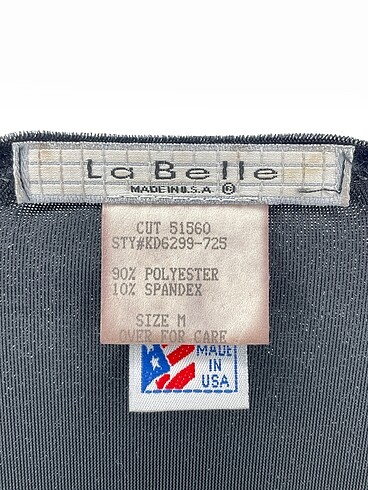 La Belle
MADE IN U.S.A ®
CUT 51560
STY#KD6299-725
90% POLYESTER
10% SPANDEX
SIZE M
OVER FOR CARE
MADE
IN
USA